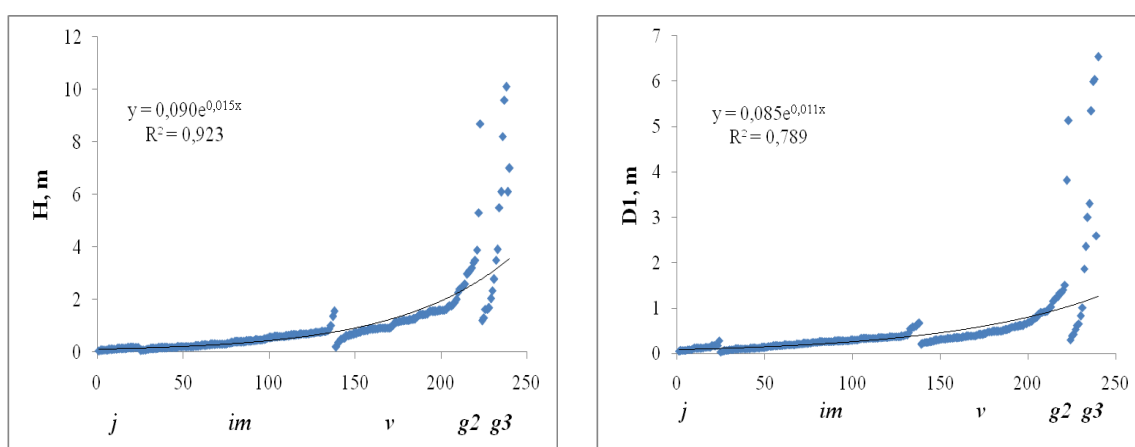 12
10
8
6
4
2
0
H, m
y = 0,090e^0,015x
R² = 0,923
0 50 100 150 200 250
j im v g2 g3
7
6
5
4
3
2
1
0
D1, m
y = 0,085e^0,011x
R² = 0,789
0 50 100 150 200 250
j im v g2 g3